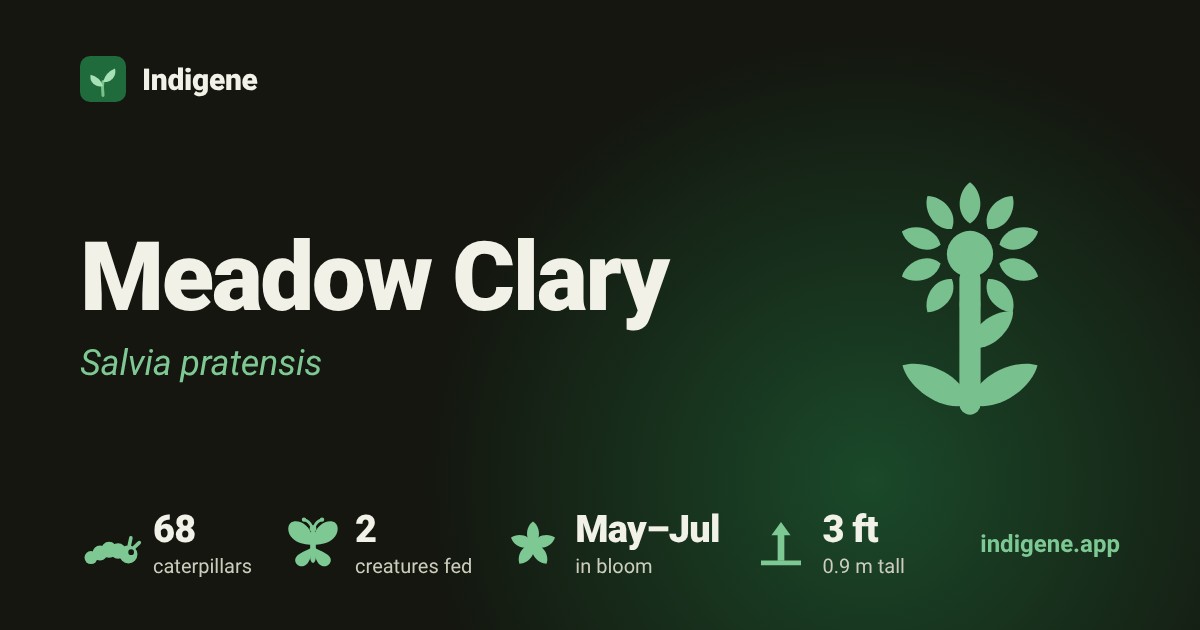 Indigene
Meadow Clary
Salvia pratensis
68
caterpillars
2
creatures fed
May–Jul
in bloom
3 ft
0.9 m tall
indigene.app